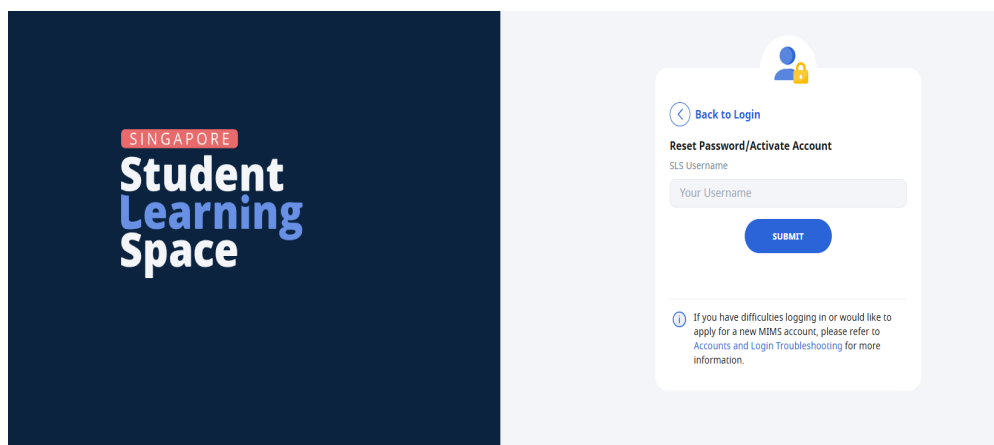 SINGAPORE
Student
Learning
Space
Back to Login
Reset Password/Activate Account
SLS Username
Your Username
SUBMIT
If you have difficulties logging in or would like to
apply for a new MIMS account, please refer to
Accounts and Login Troubleshooting for more
information.